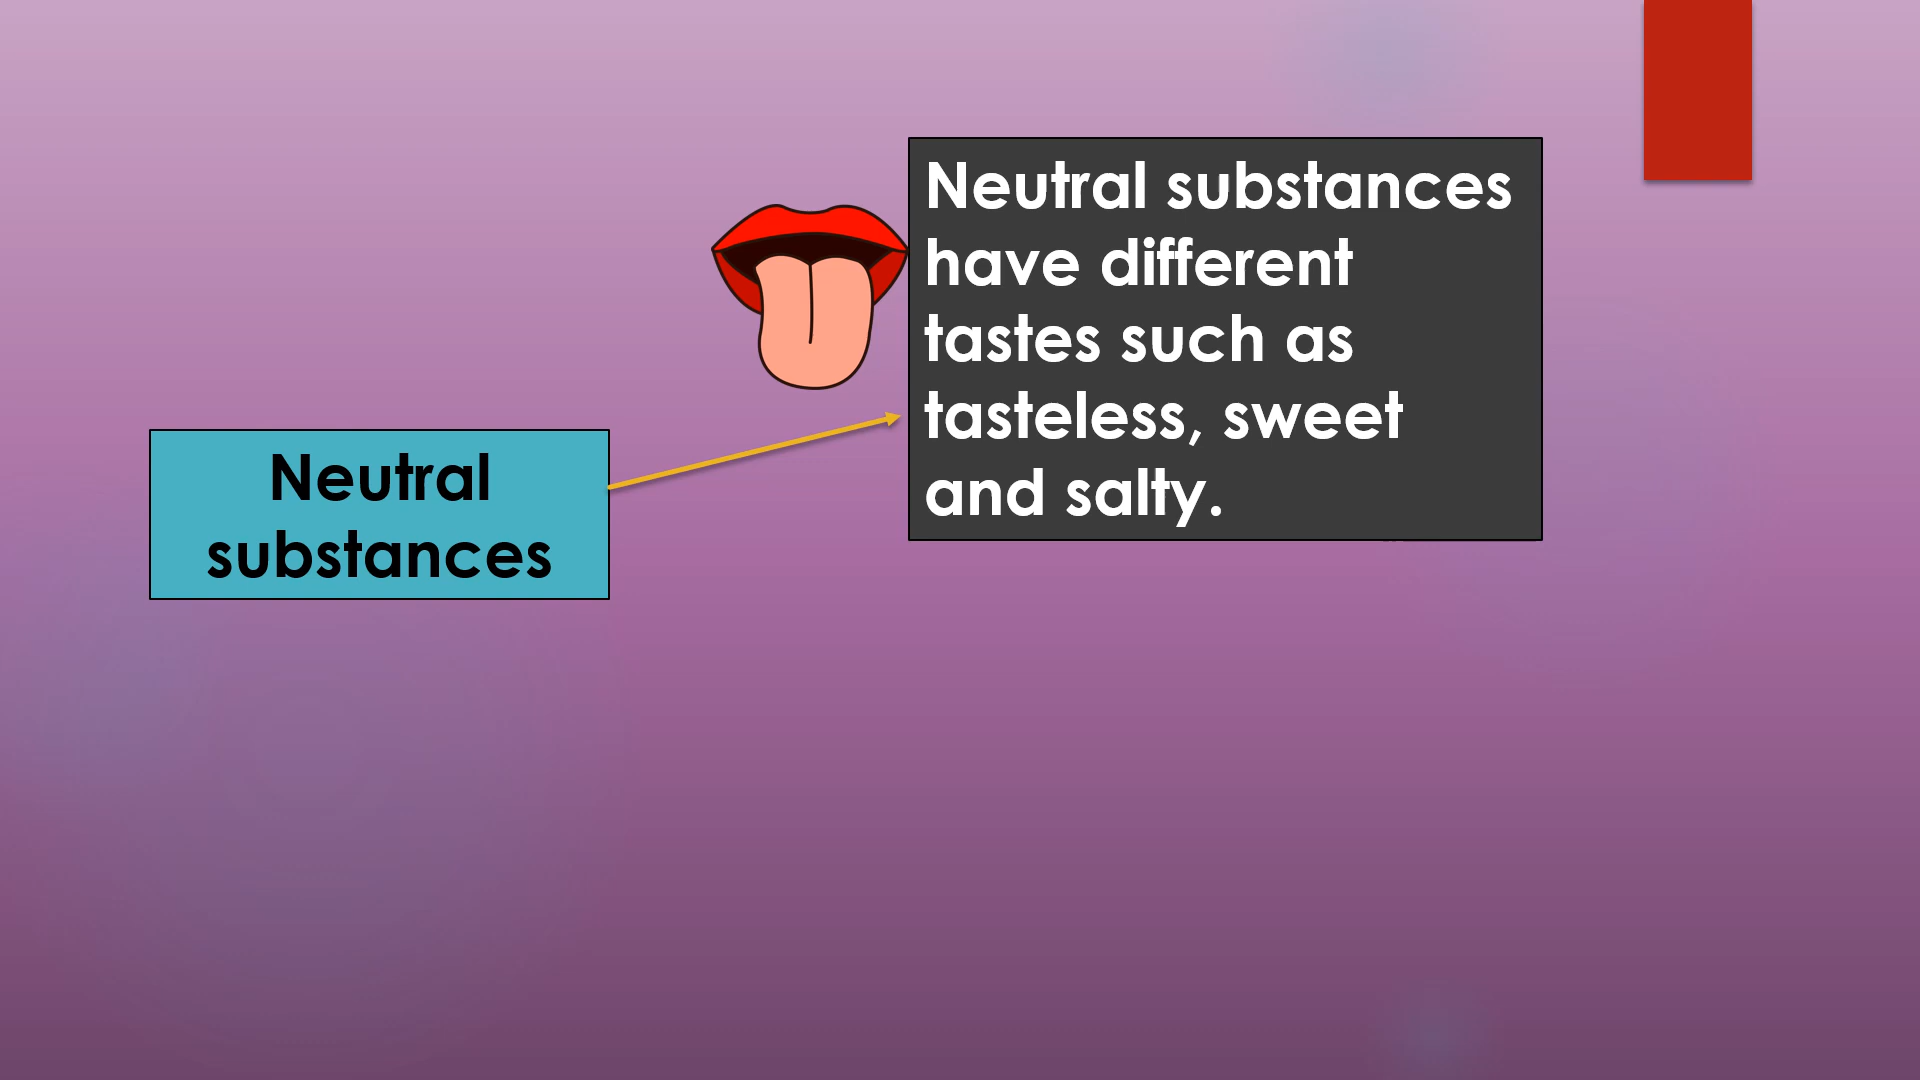 Neutral substances
have different
tastes such as
tasteless, sweet
and salty.
Neutral
substances